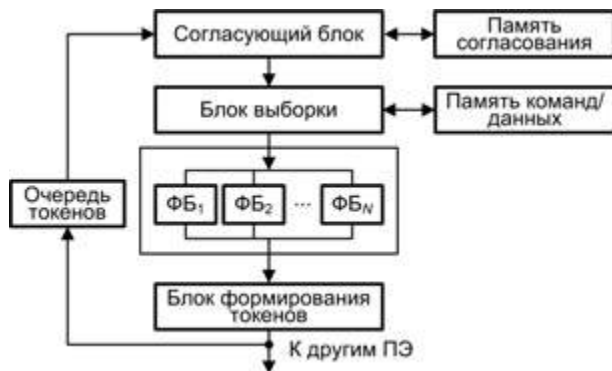 Согласующий блок
Память
согласования
Блок выборки
Память команд/
данных
Очередь
токенов
ФБ1 ФБ2 ... ФБN
Блок формирования
токенов
К другим ПЭ